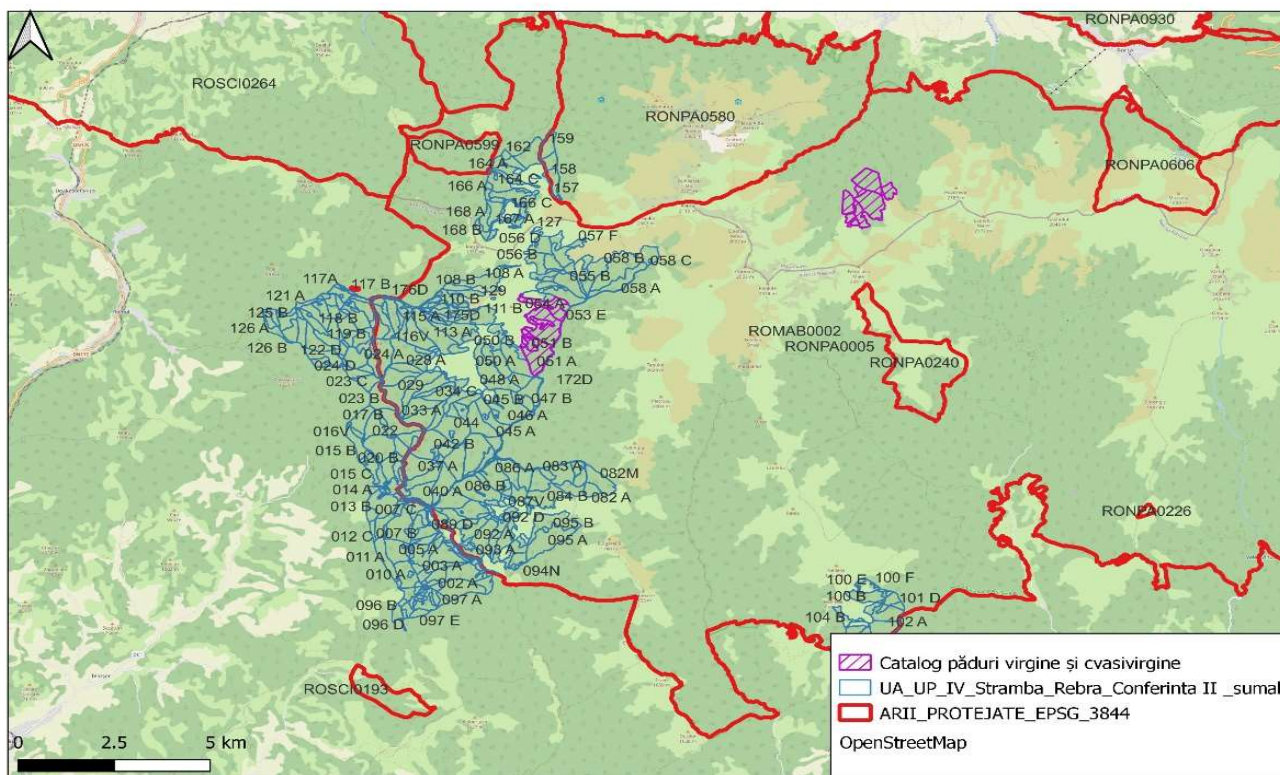 RONPA0930
ROSCI0264
RONPA0580
159
162
RONPA0599
164 A
158
RONPA0606
164 C
157
166 A
166 C
168 A
167 A
127
168 B
056 D
057 F
056 B
058 B
058 C
108 A
055 B
117A
117 B
108 B
176D
129
058 A
121 A
110 B
054 A
125 B
111 B
053 E
118 B
115 A
175D
126 A
119 B
116V
113 A
ROMAB0002
050 B
051 B
RONPA0005
126 B
122 B
024 A
028 A
050 A
051 A
RONPA0240
024 D
023 C
029
048 A
172D
034 C
023 B
045 B
047 B
017 B
033 A
046 A
016V
022
044
045 A
015 B
042 B
020 B
037 A
086 A
083 A
082M
015 C
014 A
040 A
086 B
084 B
082 A
013 B
007 C
087V
RONPA0226
089 D
092 D
095 B
012 C
007 B
092 A
095 A
011 A
005 A
093 A
003 A
094N
010 A
002 A
100 E
100 F
097 A
100 B
101 D
096 B
104 B
102 A
096 D
097 E
ROSCI0193
Catalog păduri virgine și cvasivirgine
UA_UP_IV_Stramba_Rebra_Conferinta II _sumal
ARII_PROTEJATE_EPSG_3844
OpenStreetMap
0 2.5 5 km